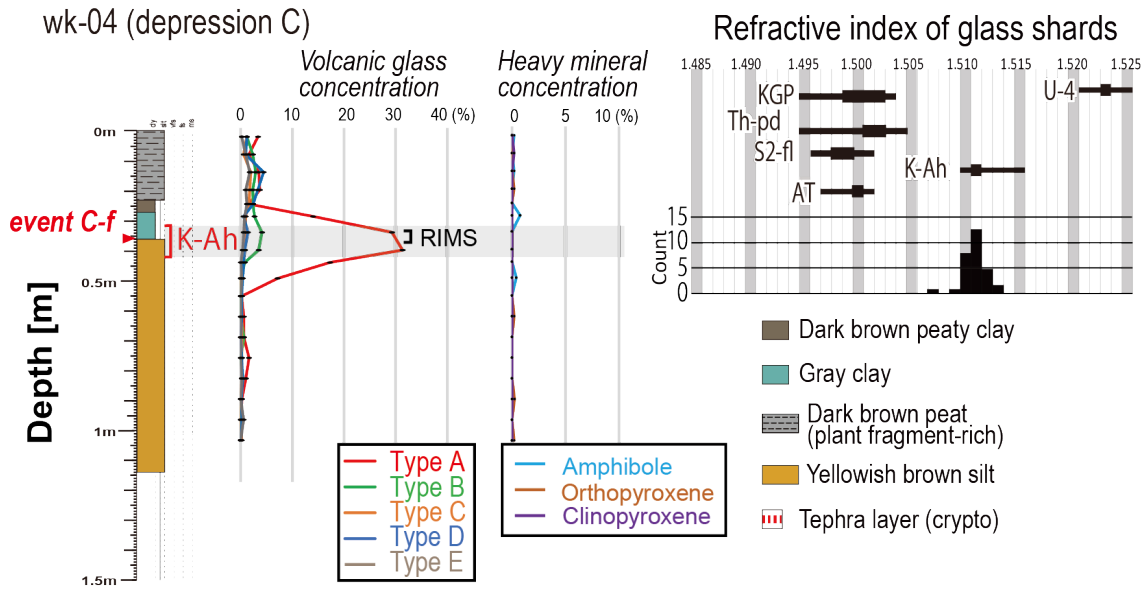 wk-04 (depression C)
Volcanic glass
concentration
0 10 20 30 40 (%)
Heavy mineral
concentration
0 5 10 (%)
Refractive index of glass shards
1.485 1.490 1.495 1.500 1.505 1.510 1.515 1.520 1.525
KGP
U-4
Th-pd
S2-fl
K-Ah
AT
15
10
5
0
Count
0m
0.5m
1m
1.5m
Depth [m]
event C-f
K-Ah
RIMS
Type A
Type B
Type C
Type D
Type E
Amphibole
Orthopyroxene
Clinopyroxene
Dark brown peaty clay
Gray clay
Dark brown peat
(plant fragment-rich)
Yellowish brown silt
Tephra layer (crypto)